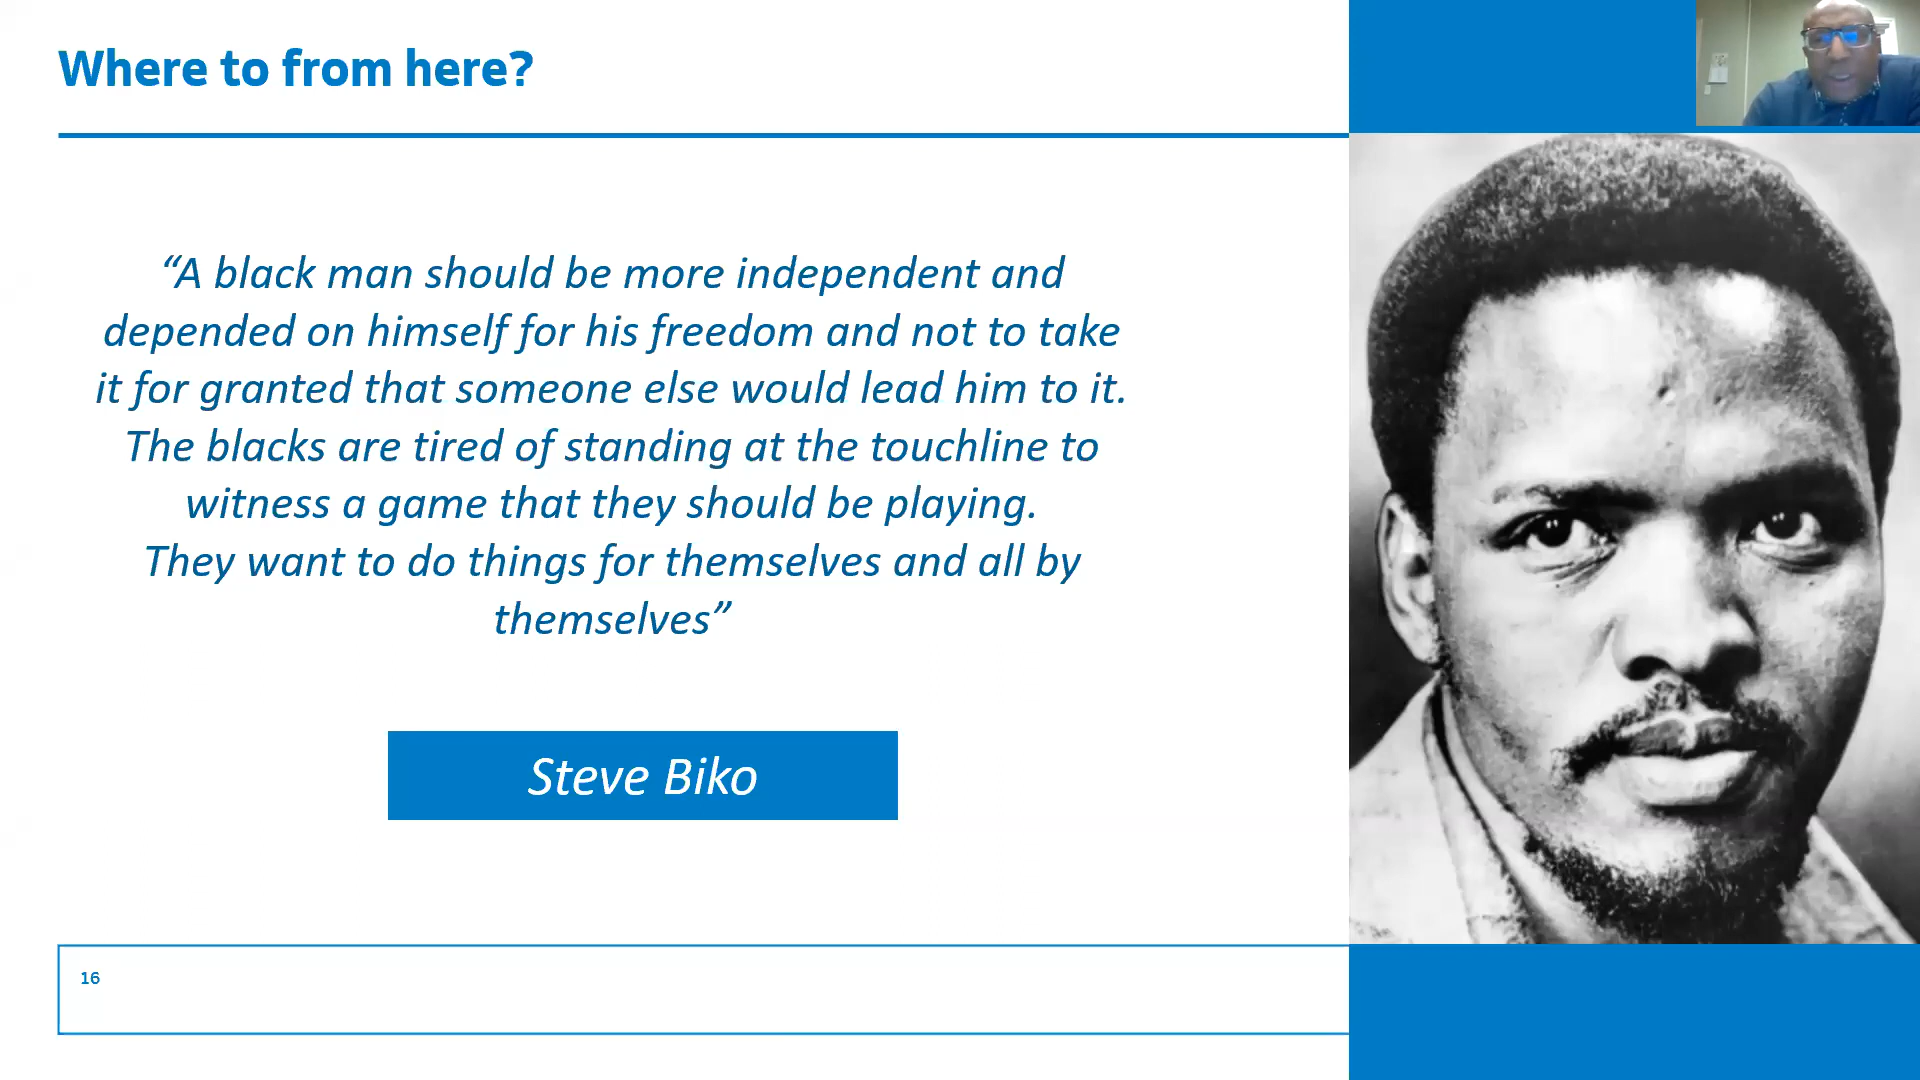 Where to from here?
“A black man should be more independent and
depended on himself for his freedom and not to take
it for granted that someone else would lead him to it.
The blacks are tired of standing at the touchline to
witness a game that they should be playing.
They want to do things for themselves and all by
themselves”
Steve Biko
16